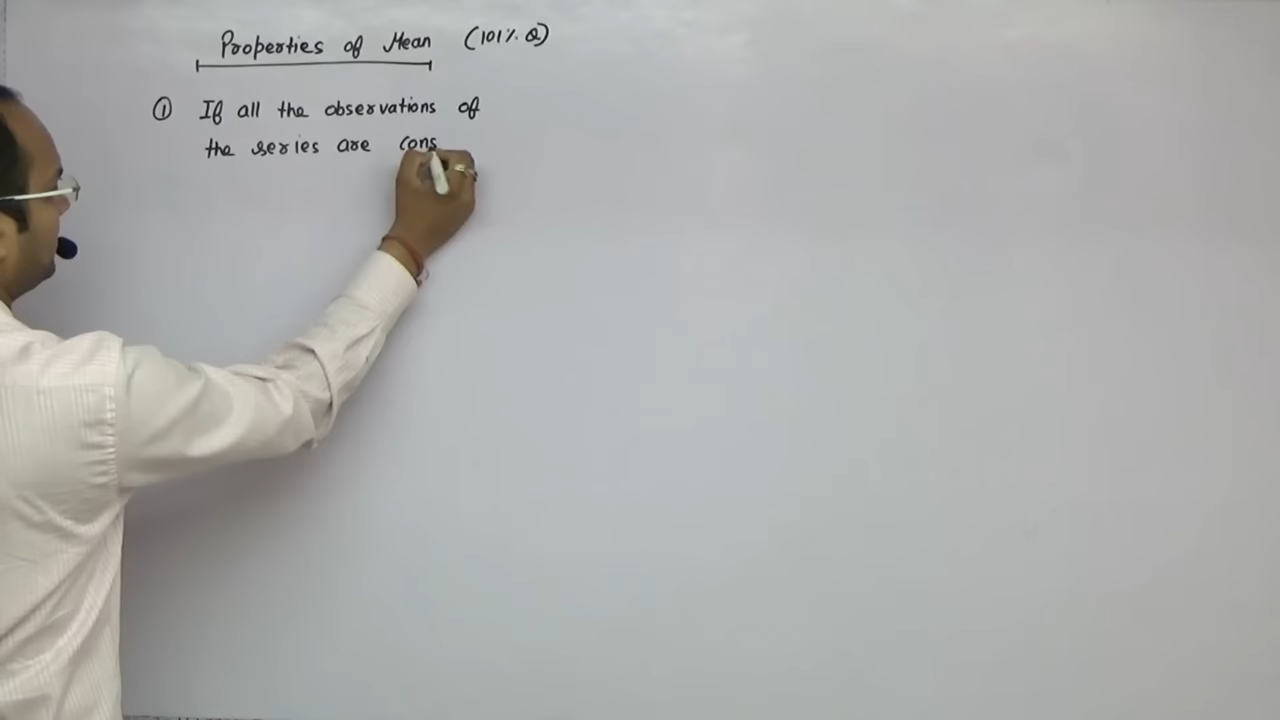 Properties of Mean (101% Q)
① If all the observations of
the series are cons